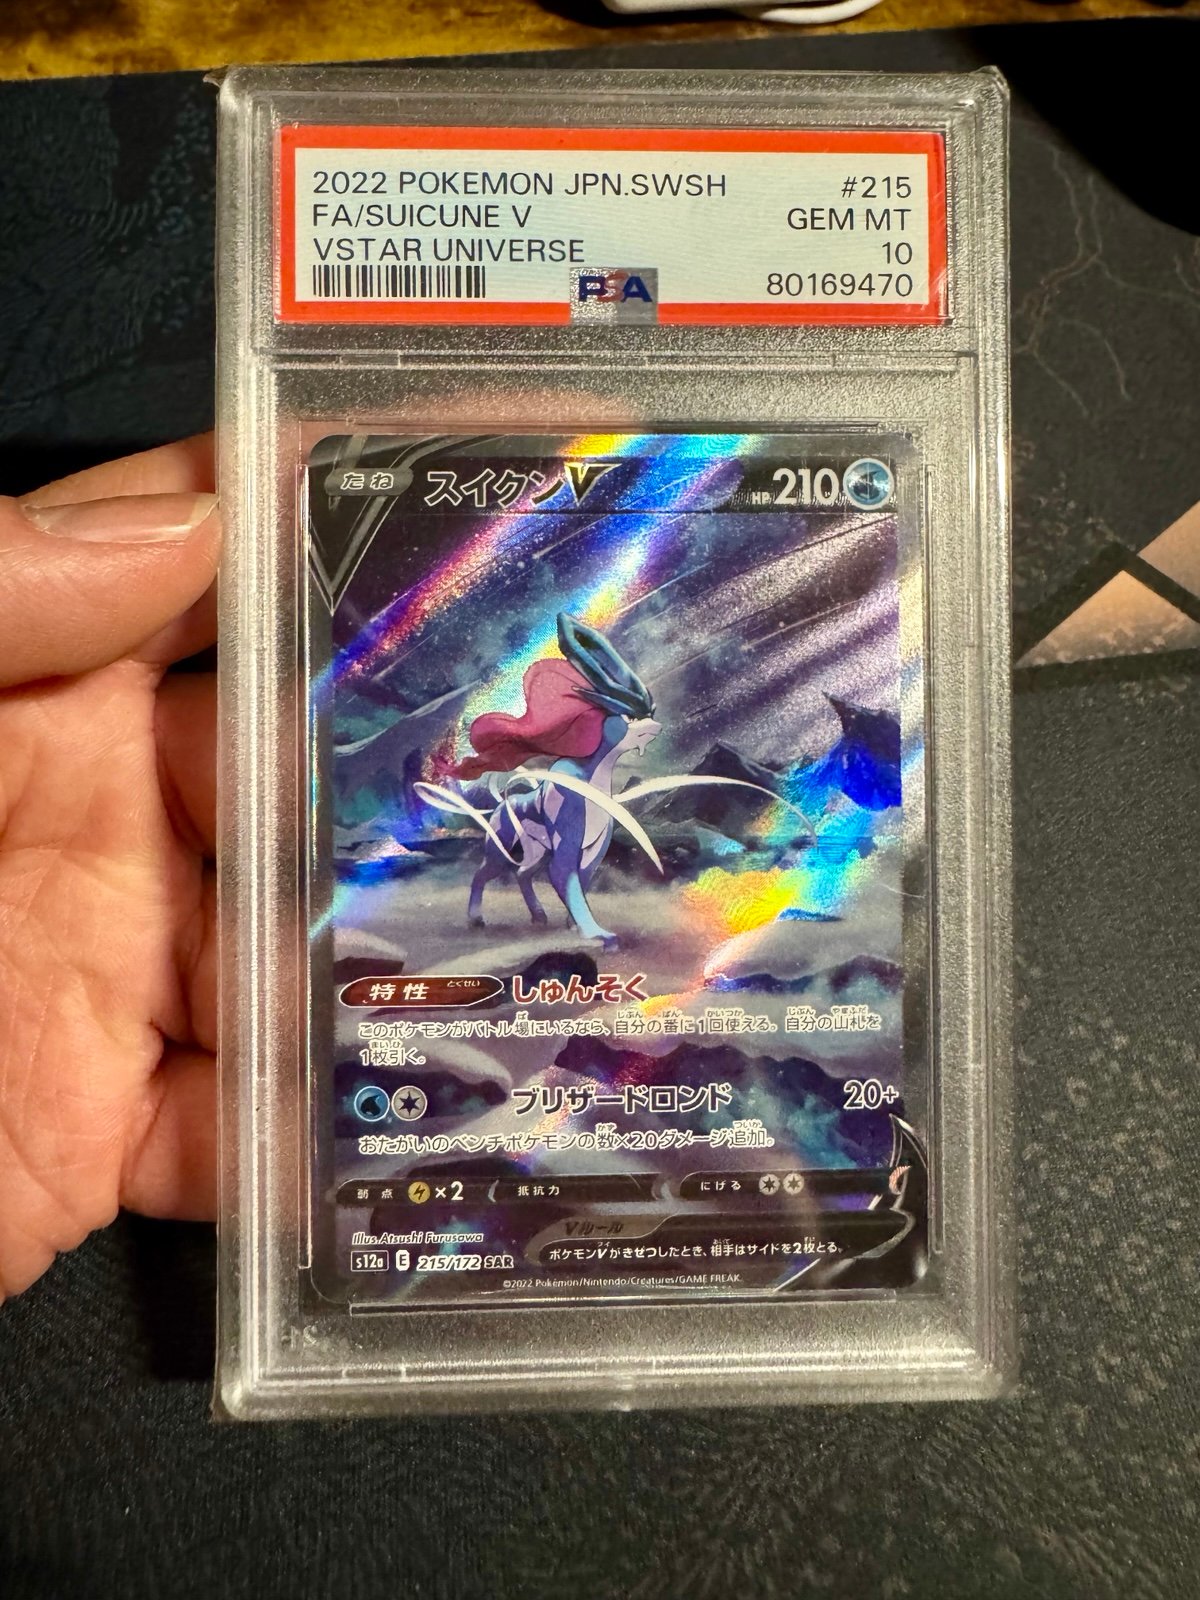 2022 POKEMON JPN.SWSH #215
FA/SUICUNE V GEM MT
VSTAR UNIVERSE 10
PSA 80169470
たね スイクンV HP 210
特性 とくせい しゅんそく
このポケモンがバトル場にいるなら、自分の番に1回使える。自分の山札を
1枚引く。
ブリザードロンド 20+
おたがいのベンチポケモンの数×20ダメージ追加。
弱点 ×2 抵抗力 にげる
Vルール
Illus. Atsushi Furusawa
ポケモンVがきぜつしたとき、相手はサイドを2枚とる。
s12a E 215/172 SAR
©2022 Pokémon/Nintendo/Creatures/GAME FREAK.